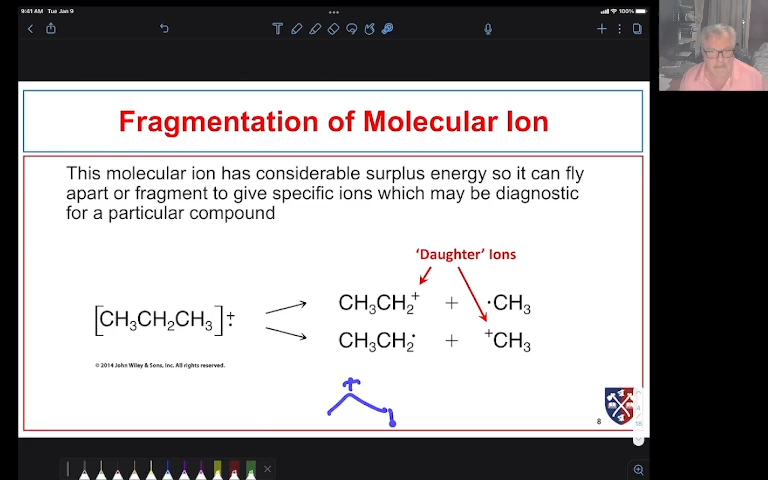 9:41 AM Tue Jan 9
100%
Fragmentation of Molecular Ion
This molecular ion has considerable surplus energy so it can fly
apart or fragment to give specific ions which may be diagnostic
for a particular compound
'Daughter' Ions
[CH₃CH₂CH₃]⁺· → CH₃CH₂⁺ + ·CH₃
CH₃CH₂· + ⁺CH₃
© 2014 John Wiley & Sons, Inc. All rights reserved.
+
8